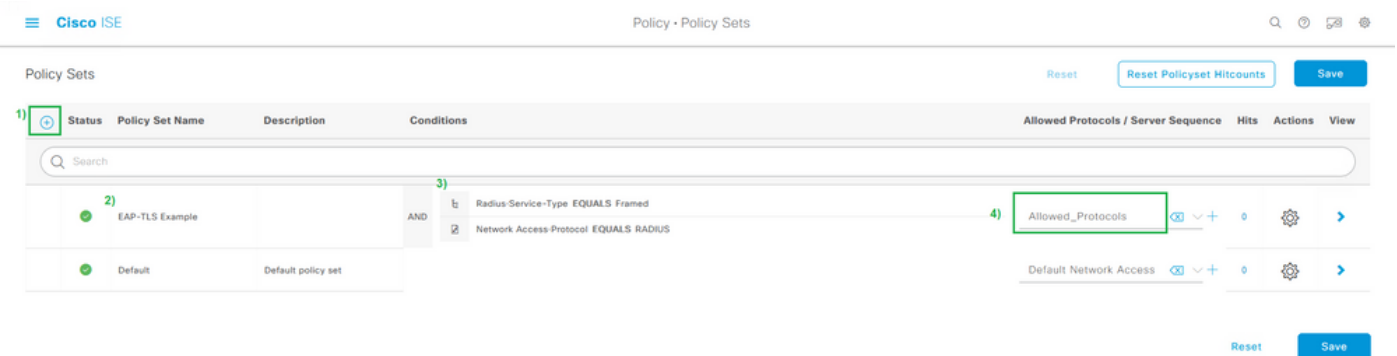 Cisco ISE Policy · Policy Sets
Policy Sets Reset Reset Policyset Hitcounts Save
1) Status Policy Set Name Description Conditions Allowed Protocols / Server Sequence Hits Actions View
Search
2) EAP-TLS Example AND 3) Radius-Service-Type EQUALS Framed
Network Access-Protocol EQUALS RADIUS
4) Allowed_Protocols 0
Default Default policy set Default Network Access 0
Reset Save